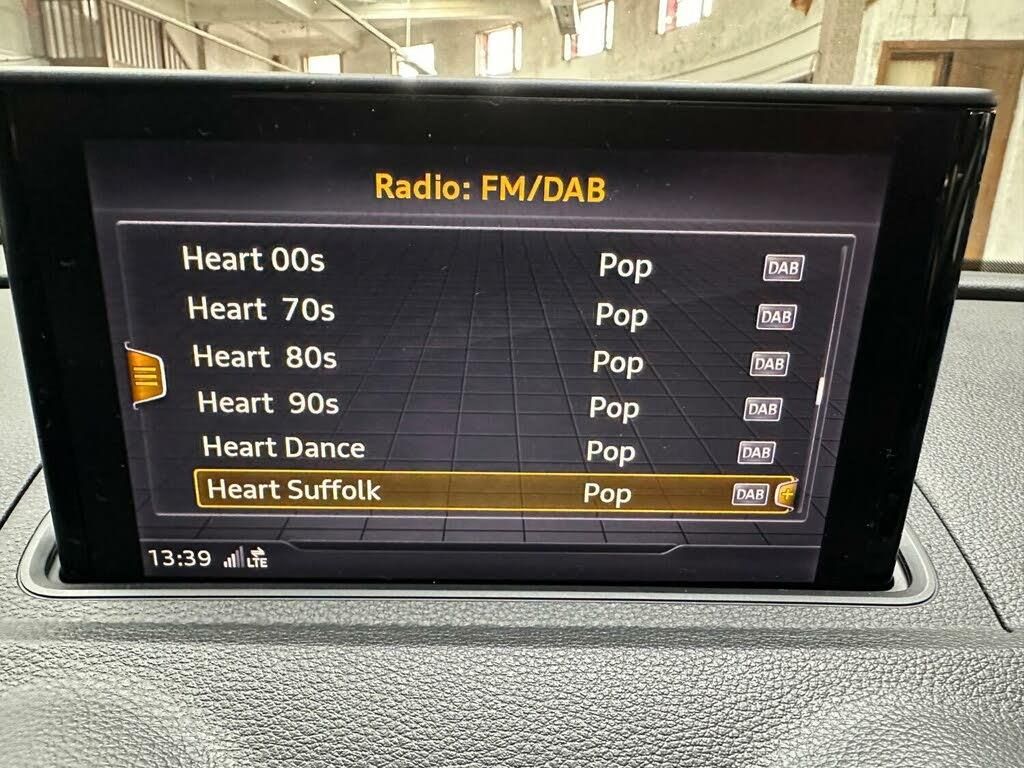 Radio: FM/DAB
Heart 00s Pop DAB
Heart 70s Pop DAB
Heart 80s Pop DAB
Heart 90s Pop DAB
Heart Dance Pop DAB
Heart Suffolk Pop DAB +
13:39 LTE